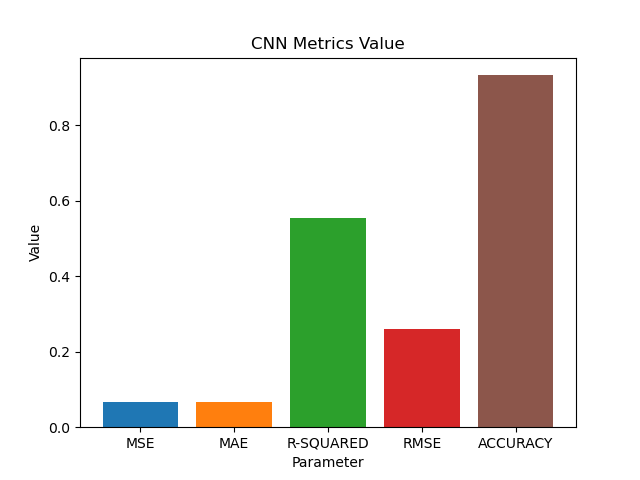 CNN Metrics Value
Value
0.8
0.6
0.4
0.2
0.0
MSE MAE R-SQUARED RMSE ACCURACY
Parameter